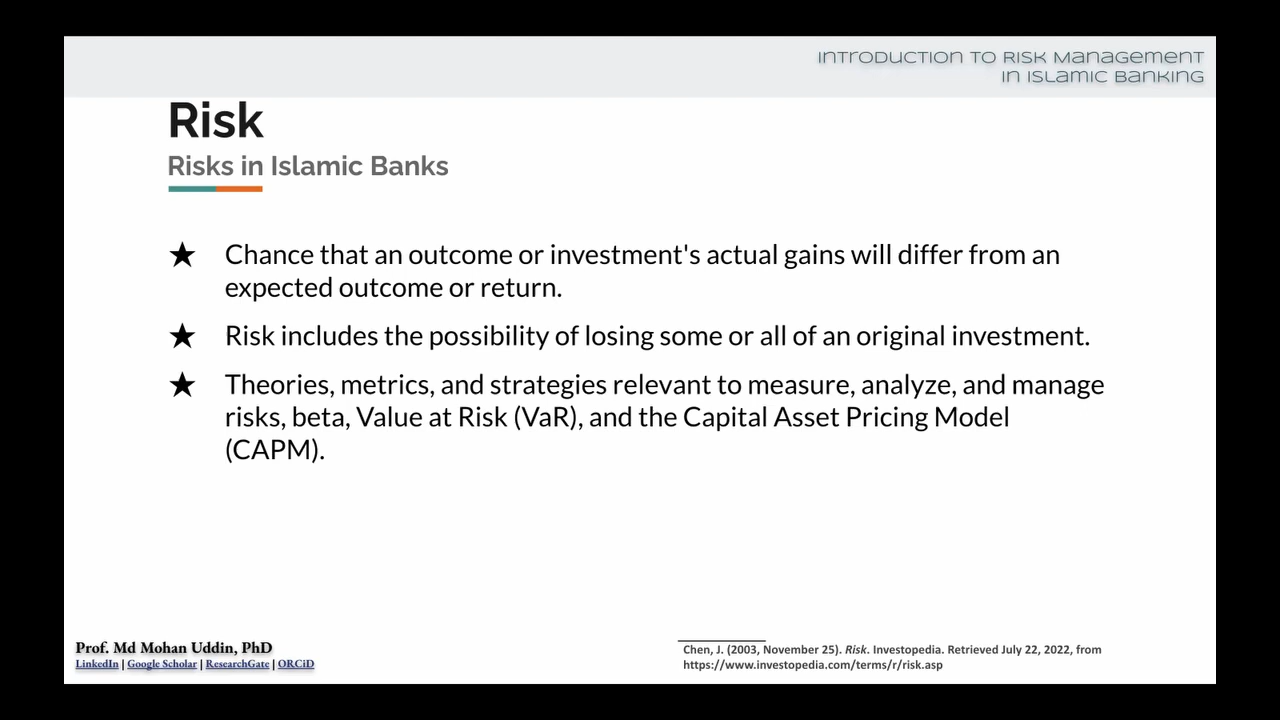 INTRODUCTION TO RISK MANAGEMENT
IN ISLAMIC BANKING
Risk
Risks in Islamic Banks
★ Chance that an outcome or investment's actual gains will differ from an
expected outcome or return.
★ Risk includes the possibility of losing some or all of an original investment.
★ Theories, metrics, and strategies relevant to measure, analyze, and manage
risks, beta, Value at Risk (VaR), and the Capital Asset Pricing Model
(CAPM).
Prof. Md Mohan Uddin, PhD
LinkedIn | Google Scholar | ResearchGate | ORCiD
Chen, J. (2003, November 25). Risk. Investopedia. Retrieved July 22, 2022, from
https://www.investopedia.com/terms/r/risk.asp